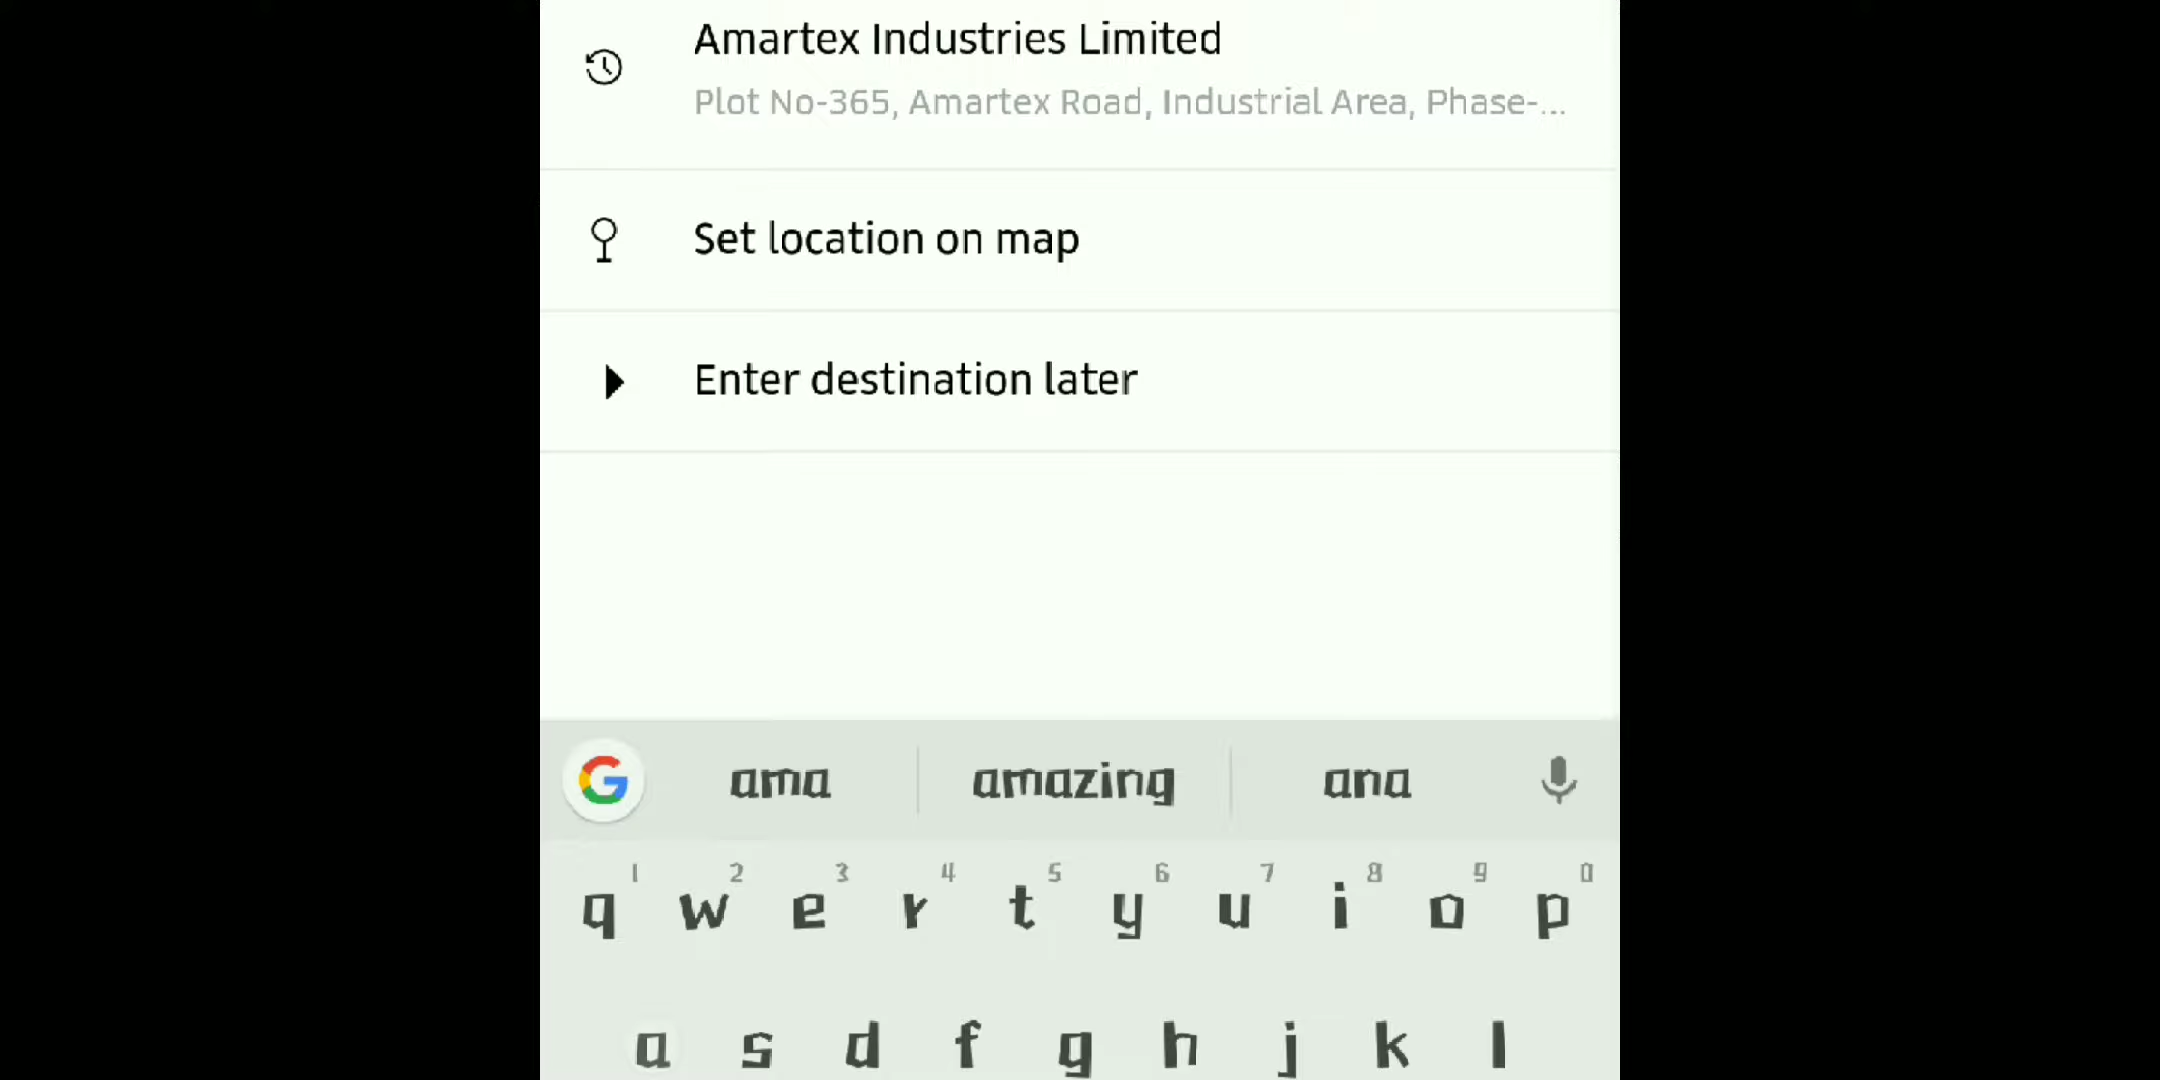 Amartex Industries Limited
Plot No-365, Amartex Road, Industrial Area, Phase-...
Set location on map
Enter destination later
G ama amazing ana
1 2 3 4 5 6 7 8 9 0
q w e r t y u i o p
a s d f g h j k l